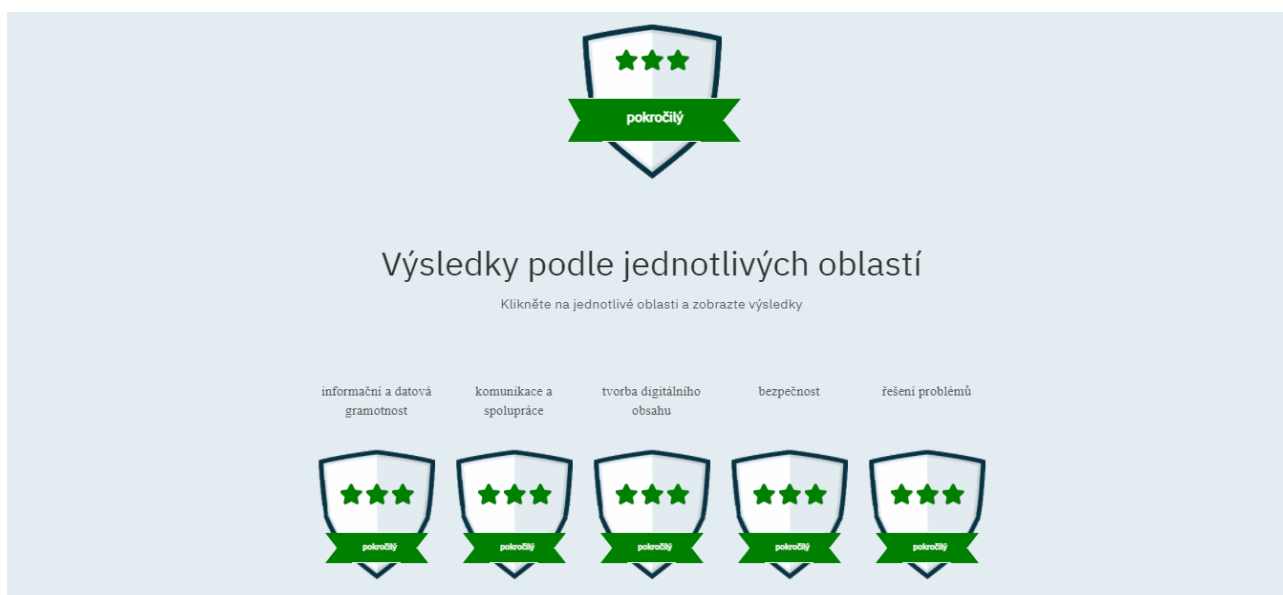 pokročilý
Výsledky podle jednotlivých oblastí
Klikněte na jednotlivé oblasti a zobrazte výsledky
informační a datová
gramotnost
komunikace a
spolupráce
tvorba digitálního
obsahu
bezpečnost
řešení problémů
pokročilý
pokročilý
pokročilý
pokročilý
pokročilý